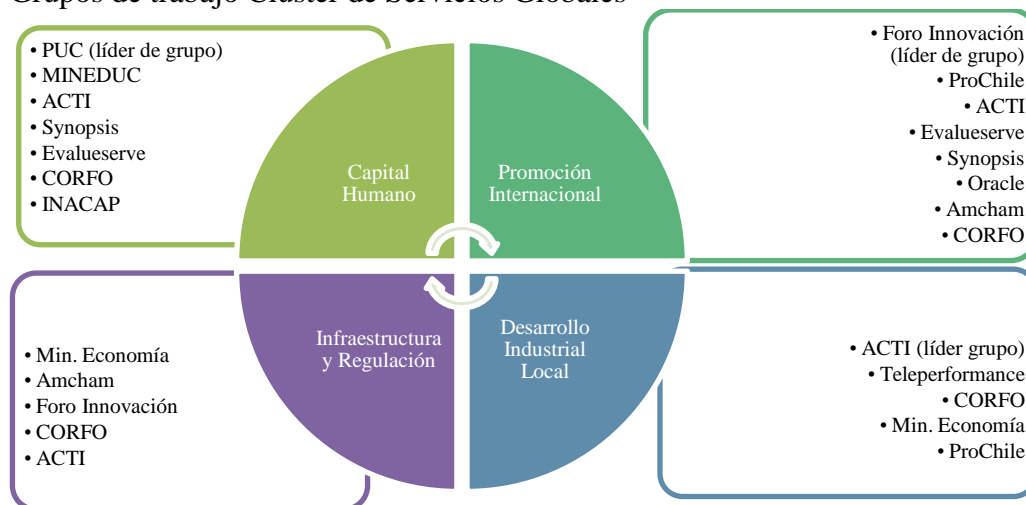 Grupos de trabajo Clúster de Servicios Globales
• PUC (líder de grupo)
• MINEDUC
• ACTI
• Synopsis
• Evalueserve
• CORFO
• INACAP
Capital
Humano
Promoción
Internacional
• Foro Innovación
(líder de grupo)
• ProChile
• ACTI
• Evalueserve
• Synopsis
• Oracle
• Amcham
• CORFO
• Min. Economía
• Amcham
• Foro Innovación
• CORFO
• ACTI
Infraestructura
y Regulación
Desarrollo
Industrial
Local
• ACTI (líder grupo)
• Teleperformance
• CORFO
• Min. Economía
• ProChile